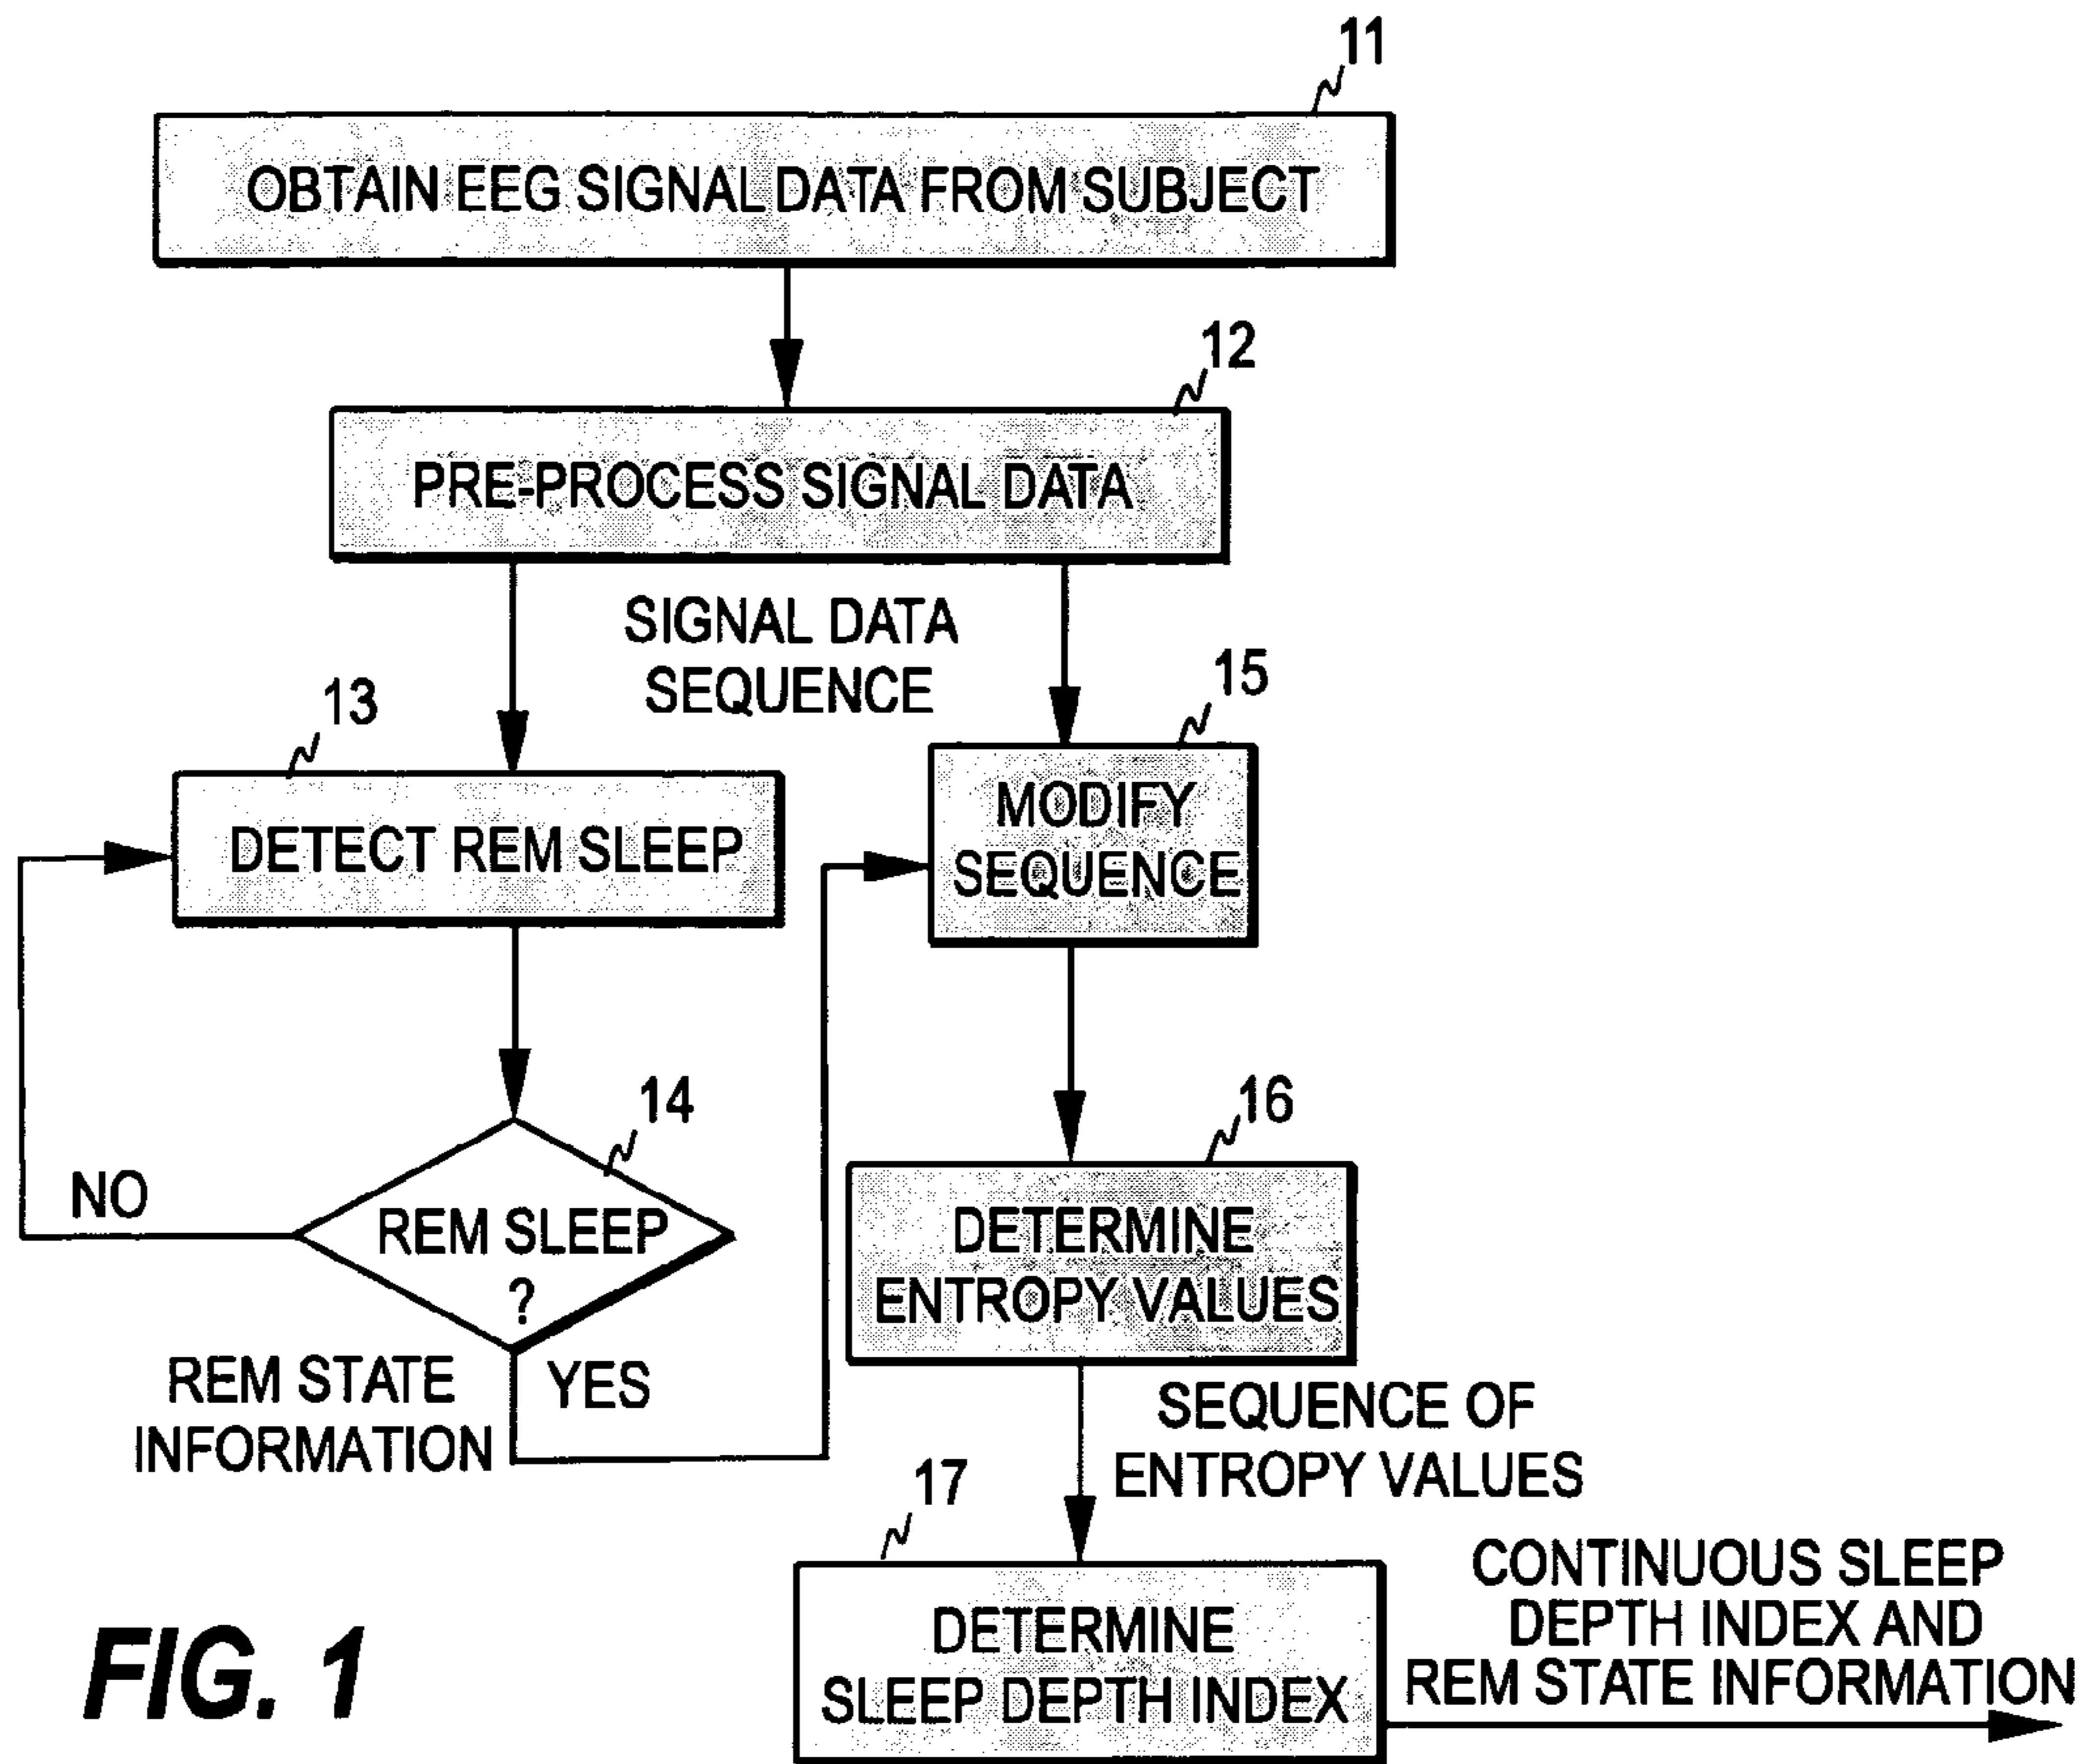 11
OBTAIN EEG SIGNAL DATA FROM SUBJECT
12
PRE-PROCESS SIGNAL DATA
SIGNAL DATA
SEQUENCE
13
DETECT REM SLEEP
15
MODIFY
SEQUENCE
14
REM SLEEP
?
NO
YES
REM STATE
INFORMATION
16
DETERMINE
ENTROPY VALUES
SEQUENCE OF
ENTROPY VALUES
17
DETERMINE
SLEEP DEPTH INDEX
CONTINUOUS SLEEP
DEPTH INDEX AND
REM STATE INFORMATION
FIG. 1